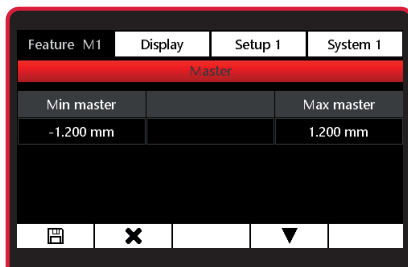 Feature M1 Display Setup 1 System 1
Master
Min master Max master
-1.200 mm 1.200 mm